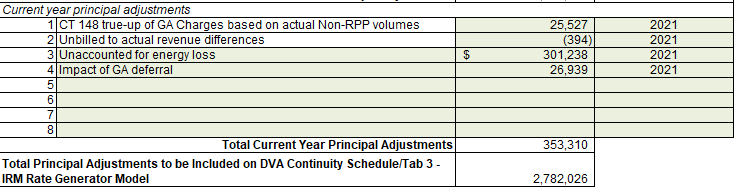 Current year principal adjustments
1 CT 148 true-up of GA Charges based on actual Non-RPP volumes 25,527 2021
2 Unbilled to actual revenue differences (394) 2021
3 Unaccounted for energy loss $ 301,238 2021
4 Impact of GA deferral 26,939 2021
5
6
7
8
Total Current Year Principal Adjustments 353,310
Total Principal Adjustments to be Included on DVA Continuity Schedule/Tab 3 -
IRM Rate Generator Model 2,782,026